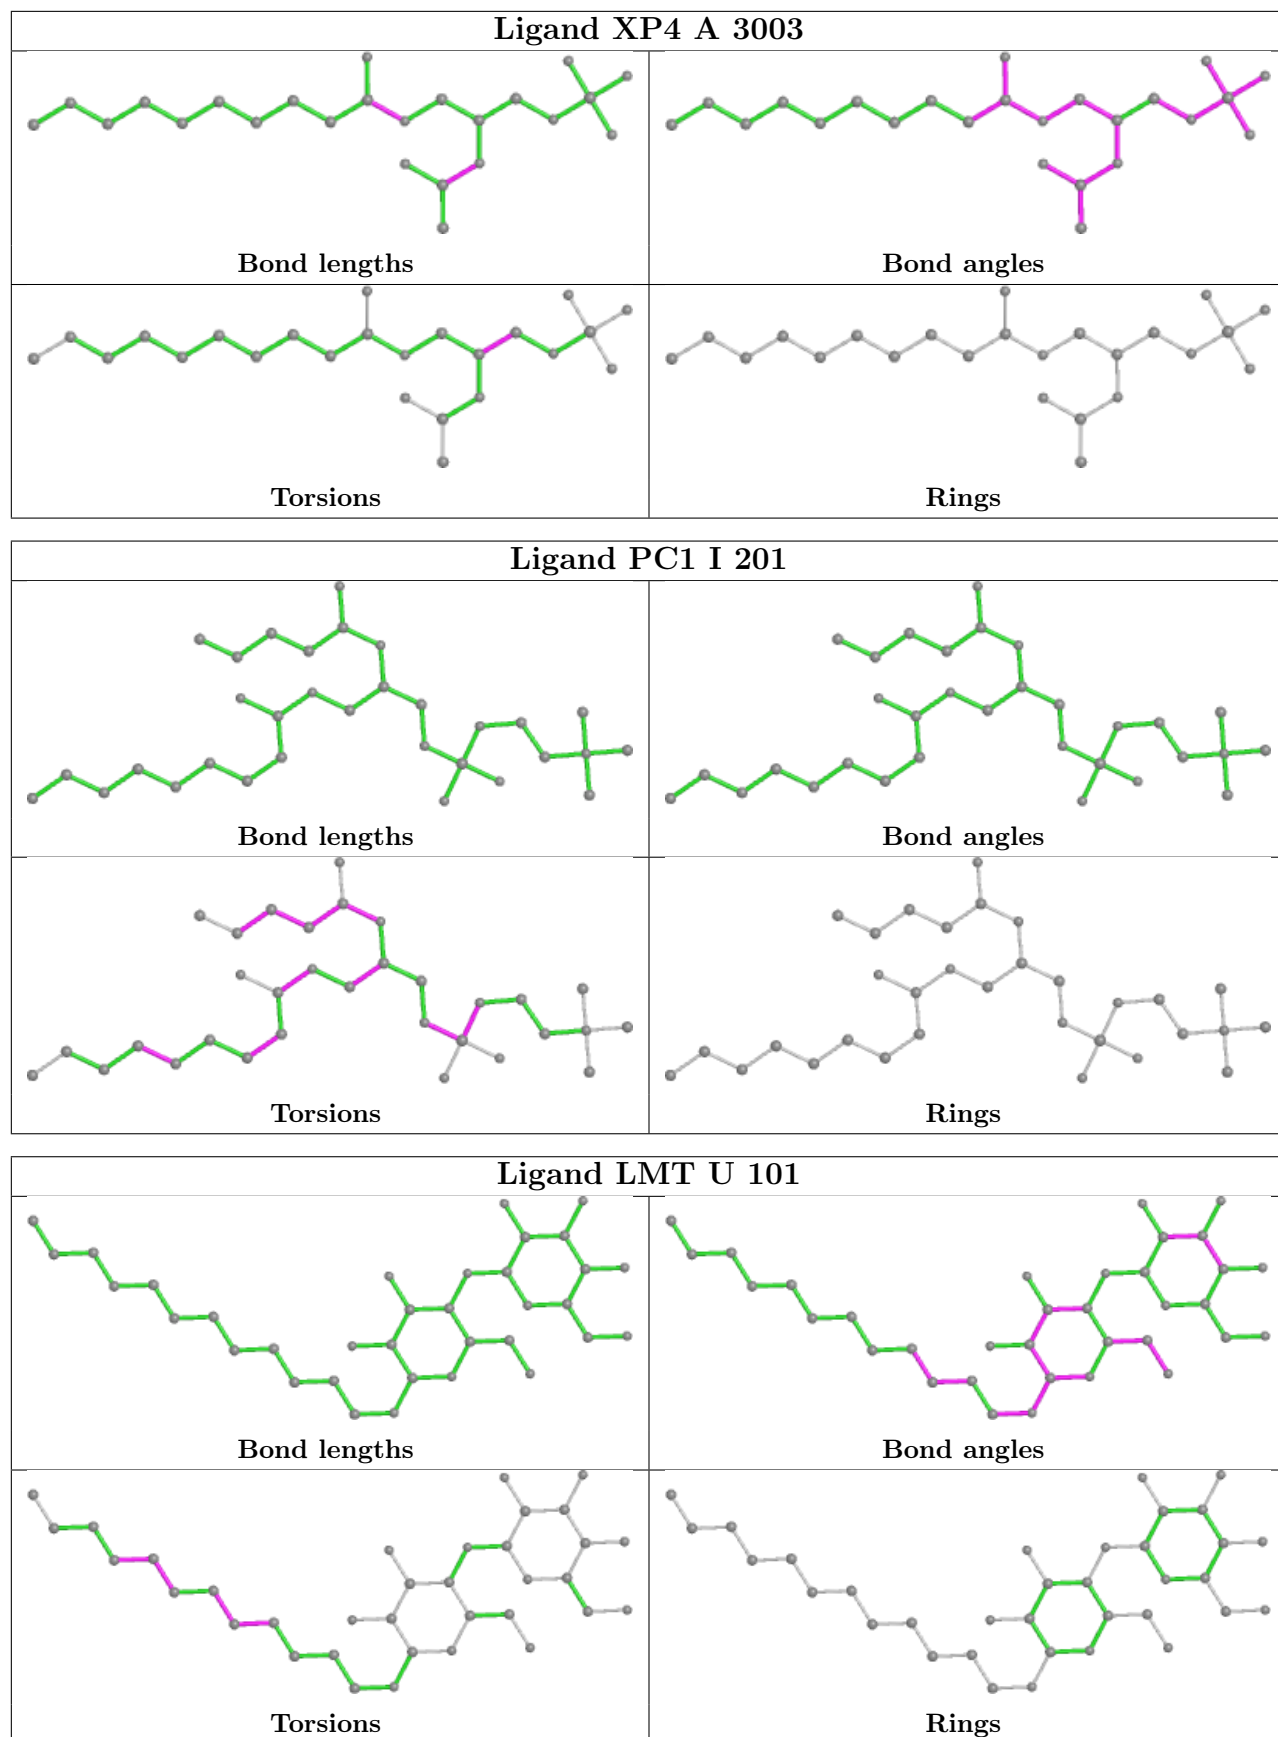 Ligand XP4 A 3003
Bond lengths
Bond angles
Torsions
Rings
Ligand PC1 I 201
Bond lengths
Bond angles
Torsions
Rings
Ligand LMT U 101
Bond lengths
Bond angles
Torsions
Rings